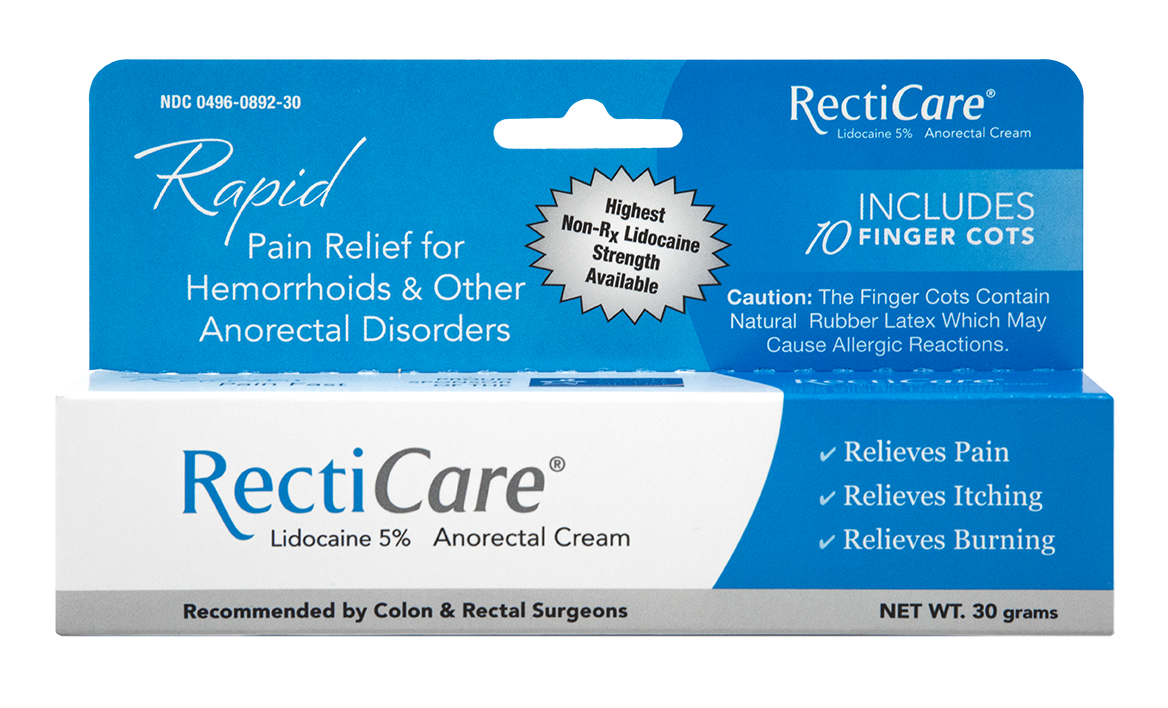 NDC 0496-0892-30
Rapid
Pain Relief for
Hemorrhoids & Other
Anorectal Disorders
Highest
Non-Rx Lidocaine
Strength
Available
RectiCare®
Lidocaine 5% Anorectal Cream
INCLUDES
10 FINGER COTS
Caution: The Finger Cots Contain
Natural Rubber Latex Which May
Cause Allergic Reactions.
Pain Fast
RectiCare
RectiCare®
Lidocaine 5% Anorectal Cream
✓ Relieves Pain
✓ Relieves Itching
✓ Relieves Burning
Recommended by Colon & Rectal Surgeons
NET WT. 30 grams